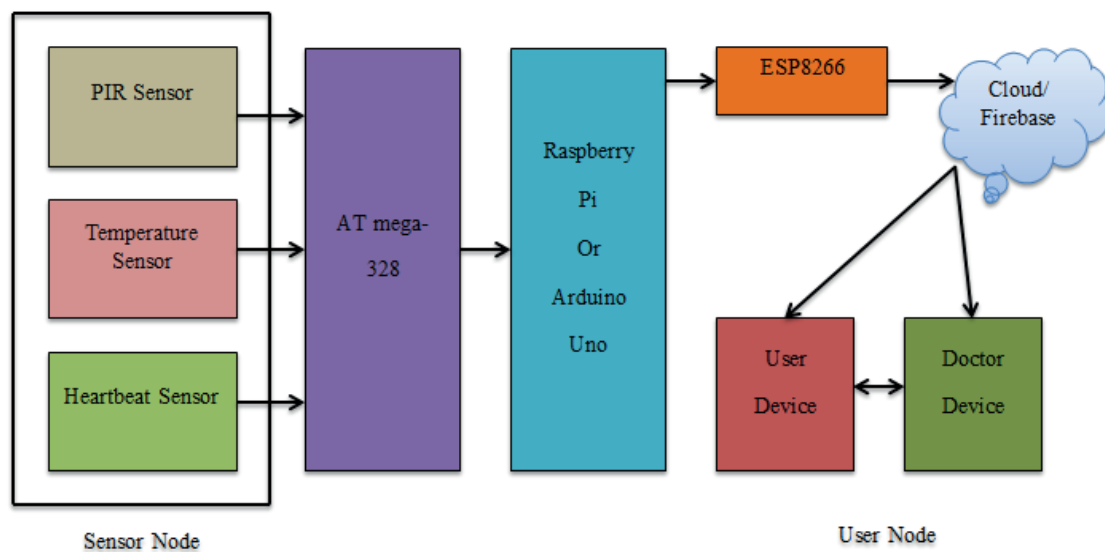 PIR Sensor
Temperature
Sensor
Heartbeat Sensor
Sensor Node
AT mega-
328
Raspberry
Pi
Or
Arduino
Uno
ESP8266
Cloud/
Firebase
User
Device
Doctor
Device
User Node